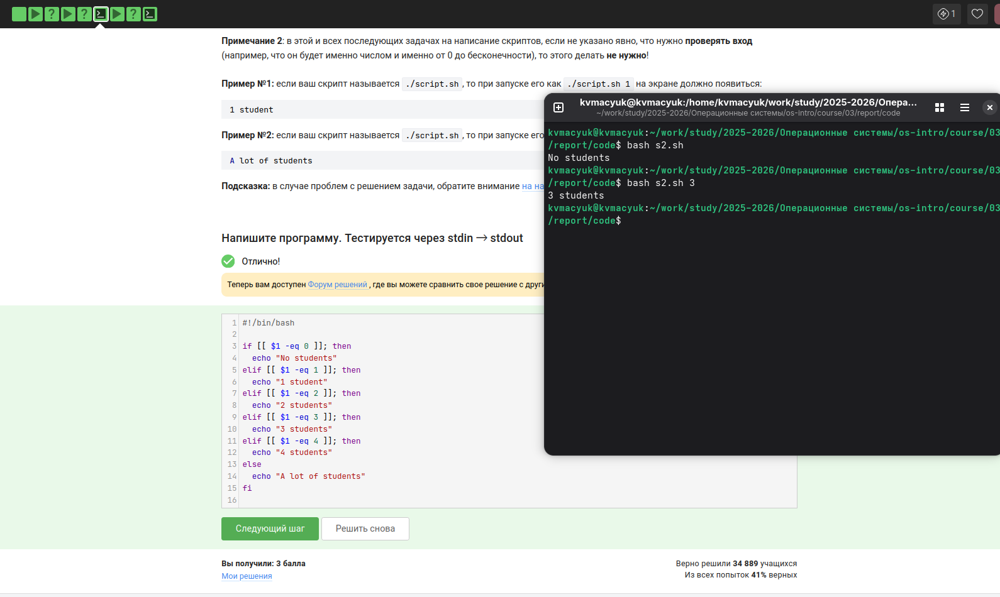 1
Примечание 2: в этой и всех последующих задачах на написание скриптов, если не указано явно, что нужно проверять вход
(например, что он будет именно числом и именно от 0 до бесконечности), то этого делать не нужно!
Пример №1: если ваш скрипт называется ./script.sh, то при запуске его как ./script.sh 1 на экране должно появиться:
1 student
Пример №2: если ваш скрипт называется ./script.sh, то при запуске его
A lot of students
Подсказка: в случае проблем с решением задачи, обратите внимание на на
Напишите программу. Тестируется через stdin → stdout
Отлично!
Теперь вам доступен Форум решений, где вы можете сравнить свое решение с други
1 #!/bin/bash
2
3 if [[ $1 -eq 0 ]]; then
4 echo "No students"
5 elif [[ $1 -eq 1 ]]; then
6 echo "1 student"
7 elif [[ $1 -eq 2 ]]; then
8 echo "2 students"
9 elif [[ $1 -eq 3 ]]; then
10 echo "3 students"
11 elif [[ $1 -eq 4 ]]; then
12 echo "4 students"
13 else
14 echo "A lot of students"
15 fi
16
Следующий шаг Решить снова
Вы получили: 3 балла
Мои решения
Верно решили 34 889 учащихся
Из всех попыток 41% верных
kvmacyuk@kvmacyuk:/home/kvmacyuk/work/study/2025-2026/Опера...
~/work/study/2025-2026/Операционные системы/os-intro/course/03/report/code
kvmacyuk@kvmacyuk:~/work/study/2025-2026/Операционные системы/os-intro/course/03
/report/code$ bash s2.sh
No students
kvmacyuk@kvmacyuk:~/work/study/2025-2026/Операционные системы/os-intro/course/03
/report/code$ bash s2.sh 3
3 students
kvmacyuk@kvmacyuk:~/work/study/2025-2026/Операционные системы/os-intro/course/03
/report/code$